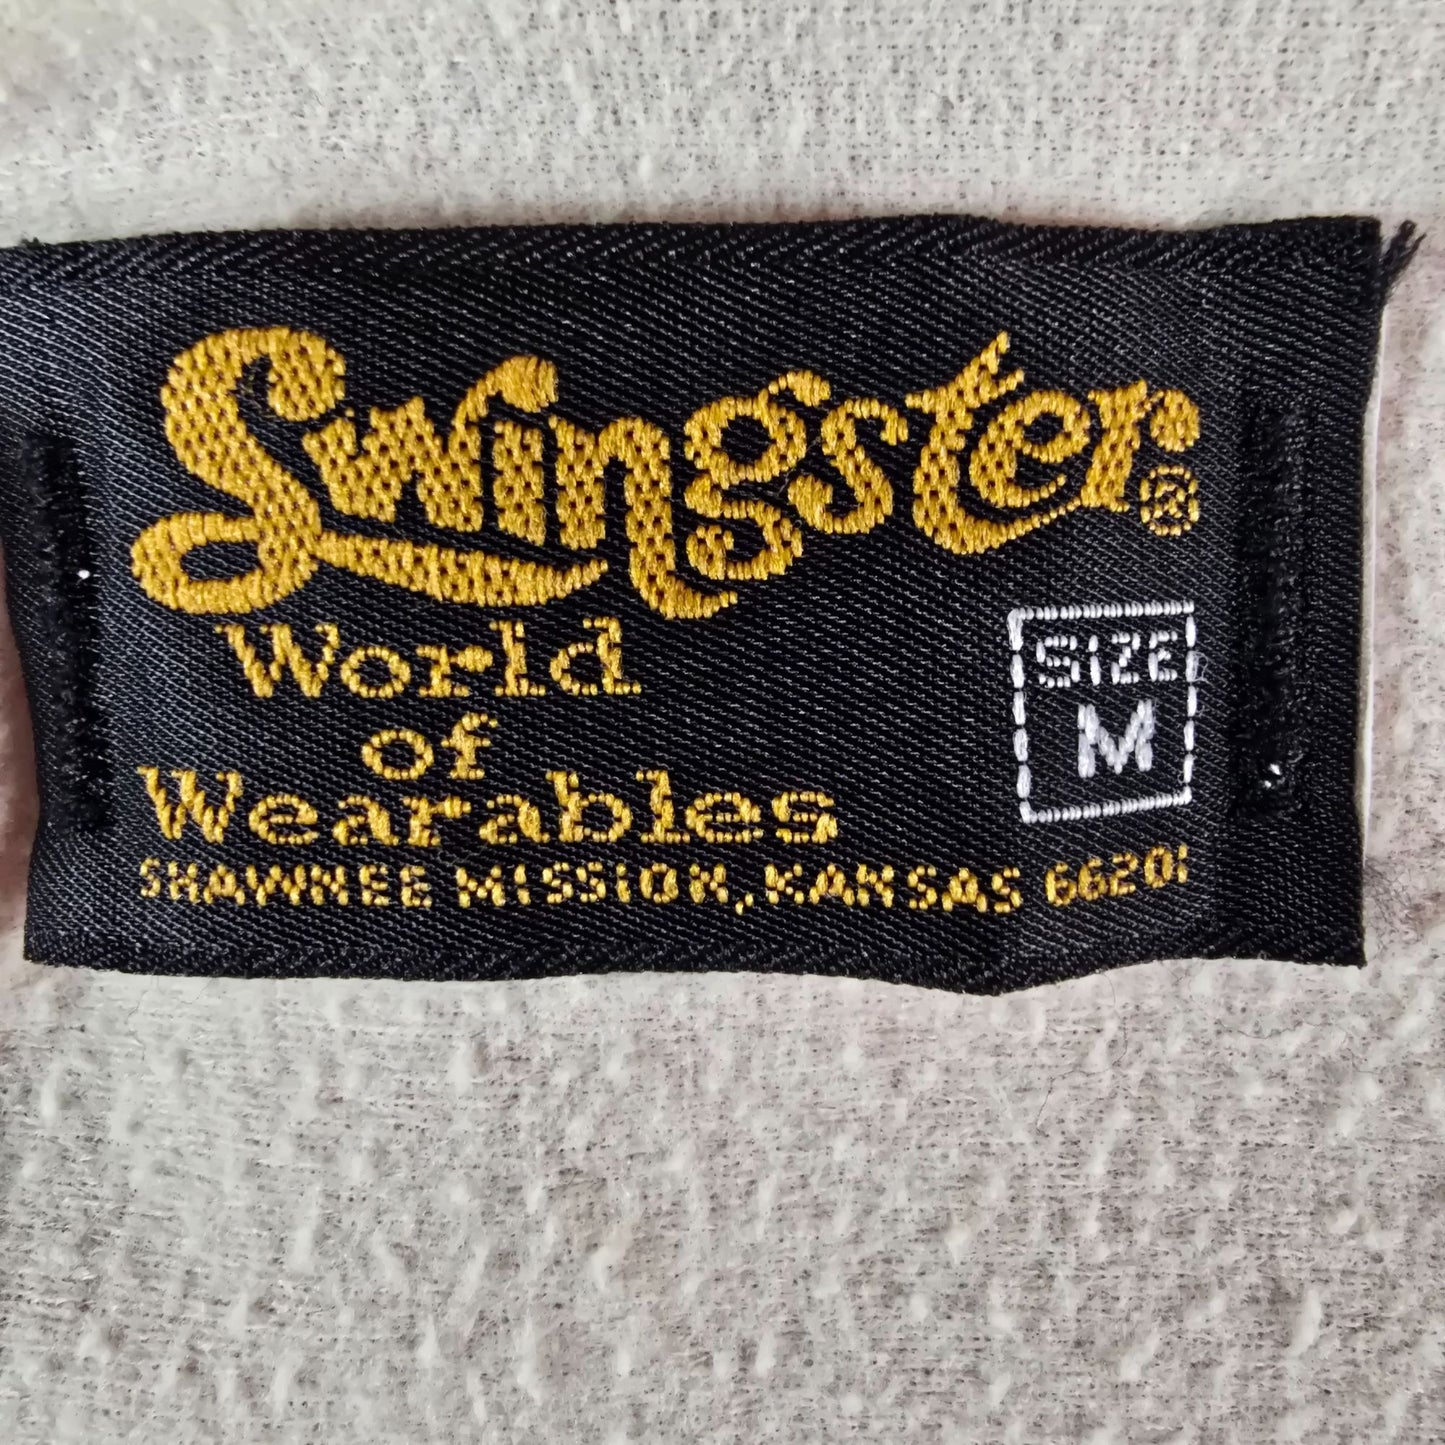 Swingster®
World
of
Wearables
SIZE
M
SHAWNEE MISSION, KANSAS 66201